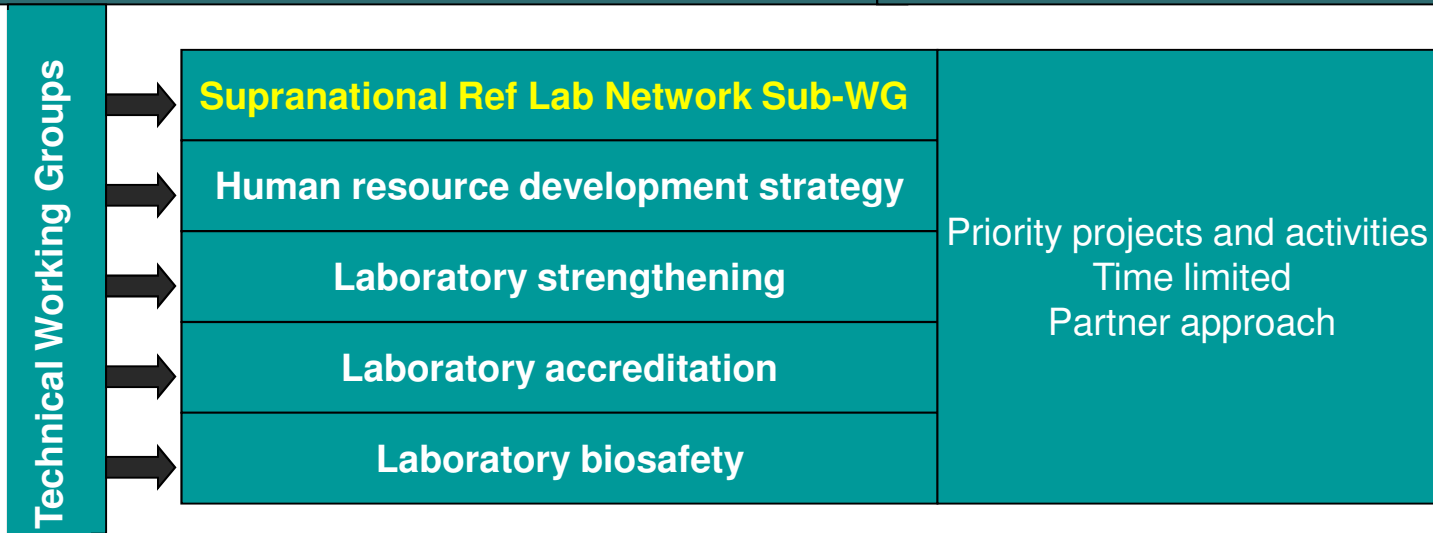 Technical Working Groups
Supranational Ref Lab Network Sub-WG
Human resource development strategy
Laboratory strengthening
Laboratory accreditation
Laboratory biosafety
Priority projects and activities
Time limited
Partner approach